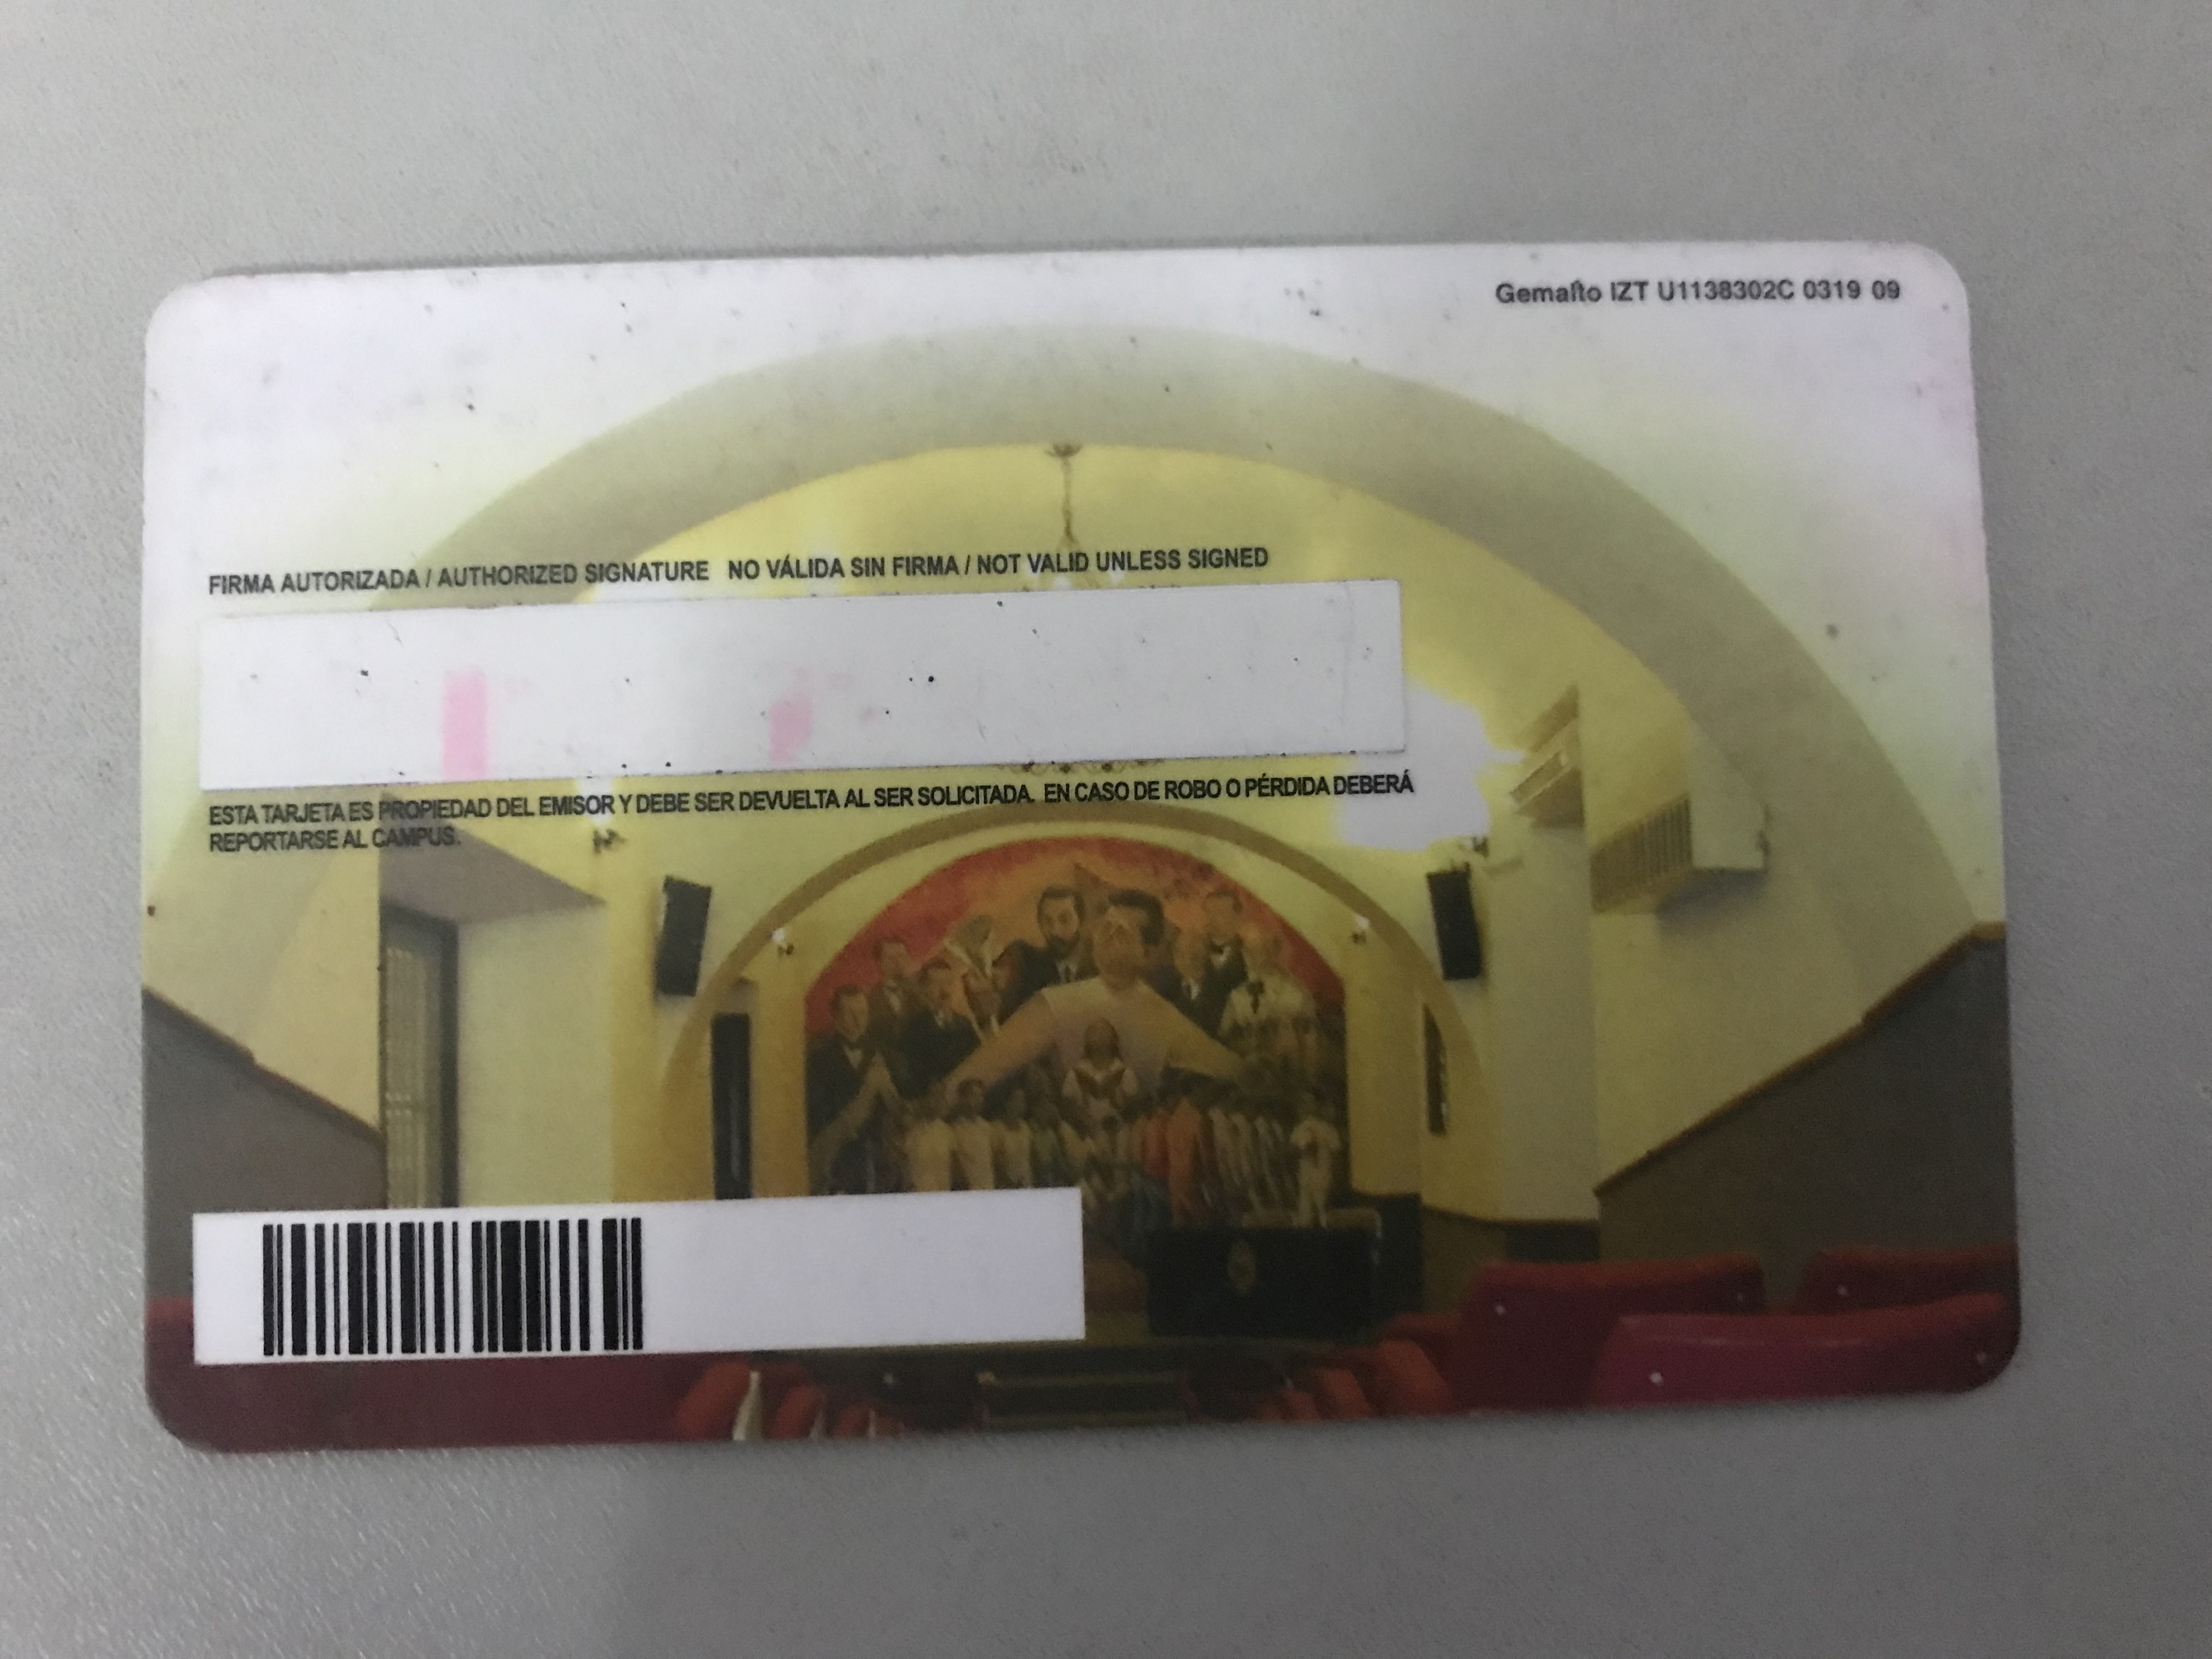 Gemalto IZT U1138302C 0319 09
FIRMA AUTORIZADA / AUTHORIZED SIGNATURE NO VÁLIDA SIN FIRMA / NOT VALID UNLESS SIGNED
ESTA TARJETA ES PROPIEDAD DEL EMISOR Y DEBE SER DEVUELTA AL SER SOLICITADA. EN CASO DE ROBO O PÉRDIDA DEBERÁ
REPORTARSE AL CAMPUS.